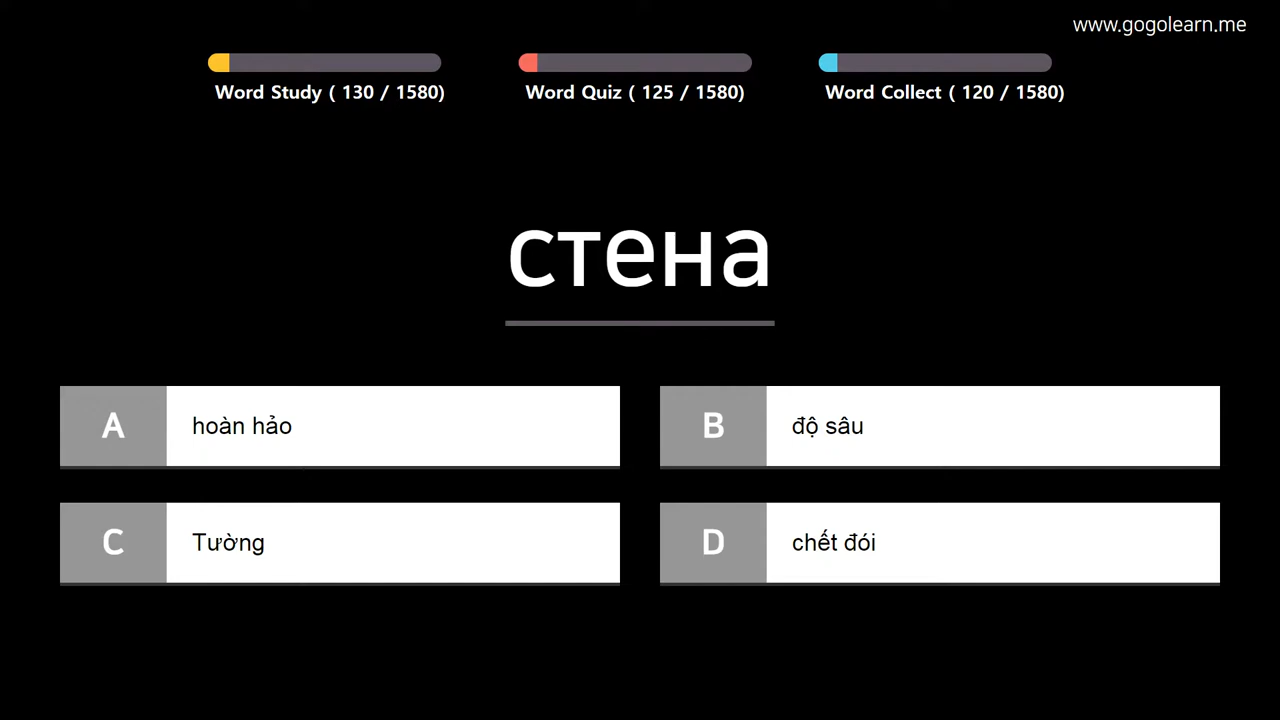 www.gogolearn.me
Word Study ( 130 / 1580)
Word Quiz ( 125 / 1580)
Word Collect ( 120 / 1580)
стена
A hoàn hảo
B độ sâu
C Tường
D chết đói